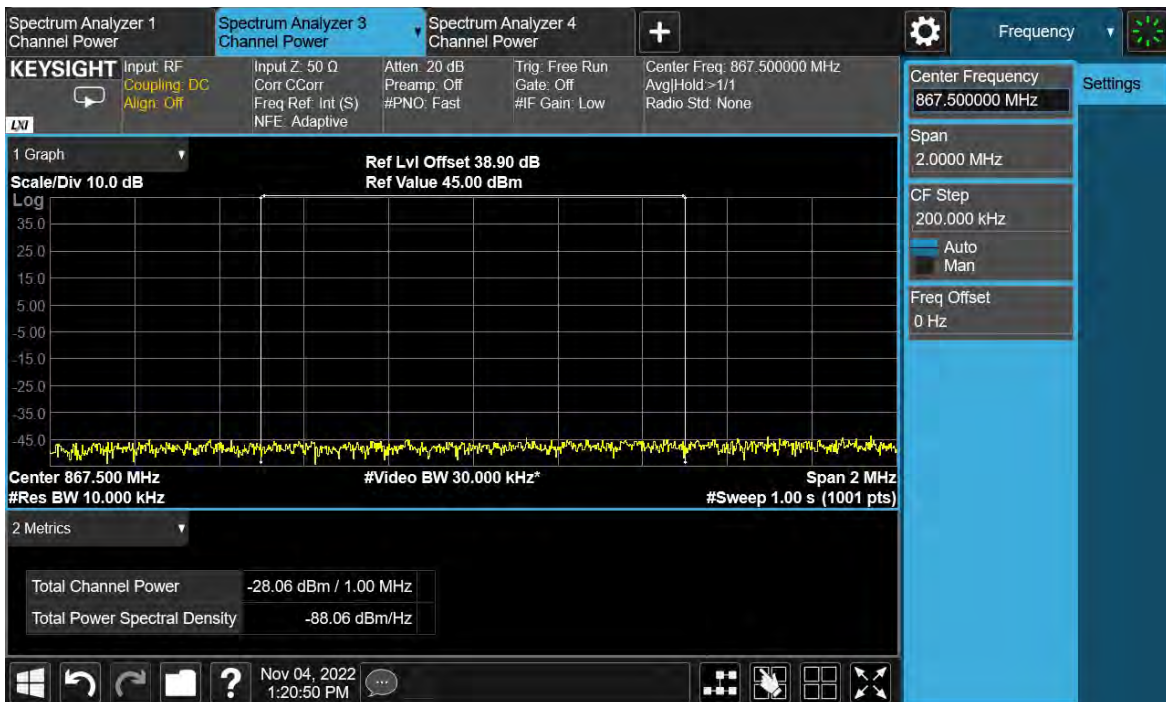 Spectrum Analyzer 1
Channel Power
Spectrum Analyzer 3
Channel Power
Spectrum Analyzer 4
Channel Power
Frequency
KEYSIGHT
LXI
Input: RF
Coupling: DC
Align: Off
Input Z: 50 Ω
Corr CCorr
Freq Ref: Int (S)
NFE: Adaptive
Atten: 20 dB
Preamp: Off
#PNO: Fast
Trig: Free Run
Gate: Off
#IF Gain: Low
Center Freq: 867.500000 MHz
Avg|Hold:>1/1
Radio Std: None
Center Frequency
867.500000 MHz
Settings
Span
2.0000 MHz
CF Step
200.000 kHz
Auto
Man
Freq Offset
0 Hz
1 Graph
Scale/Div 10.0 dB
Ref Lvl Offset 38.90 dB
Ref Value 45.00 dBm
Log
35.0
25.0
15.0
5.00
-5.00
-15.0
-25.0
-35.0
-45.0
Center 867.500 MHz
#Video BW 30.000 kHz*
Span 2 MHz
#Res BW 10.000 kHz
#Sweep 1.00 s (1001 pts)
2 Metrics
Total Channel Power -28.06 dBm / 1.00 MHz
Total Power Spectral Density -88.06 dBm/Hz
?
Nov 04, 2022
1:20:50 PM